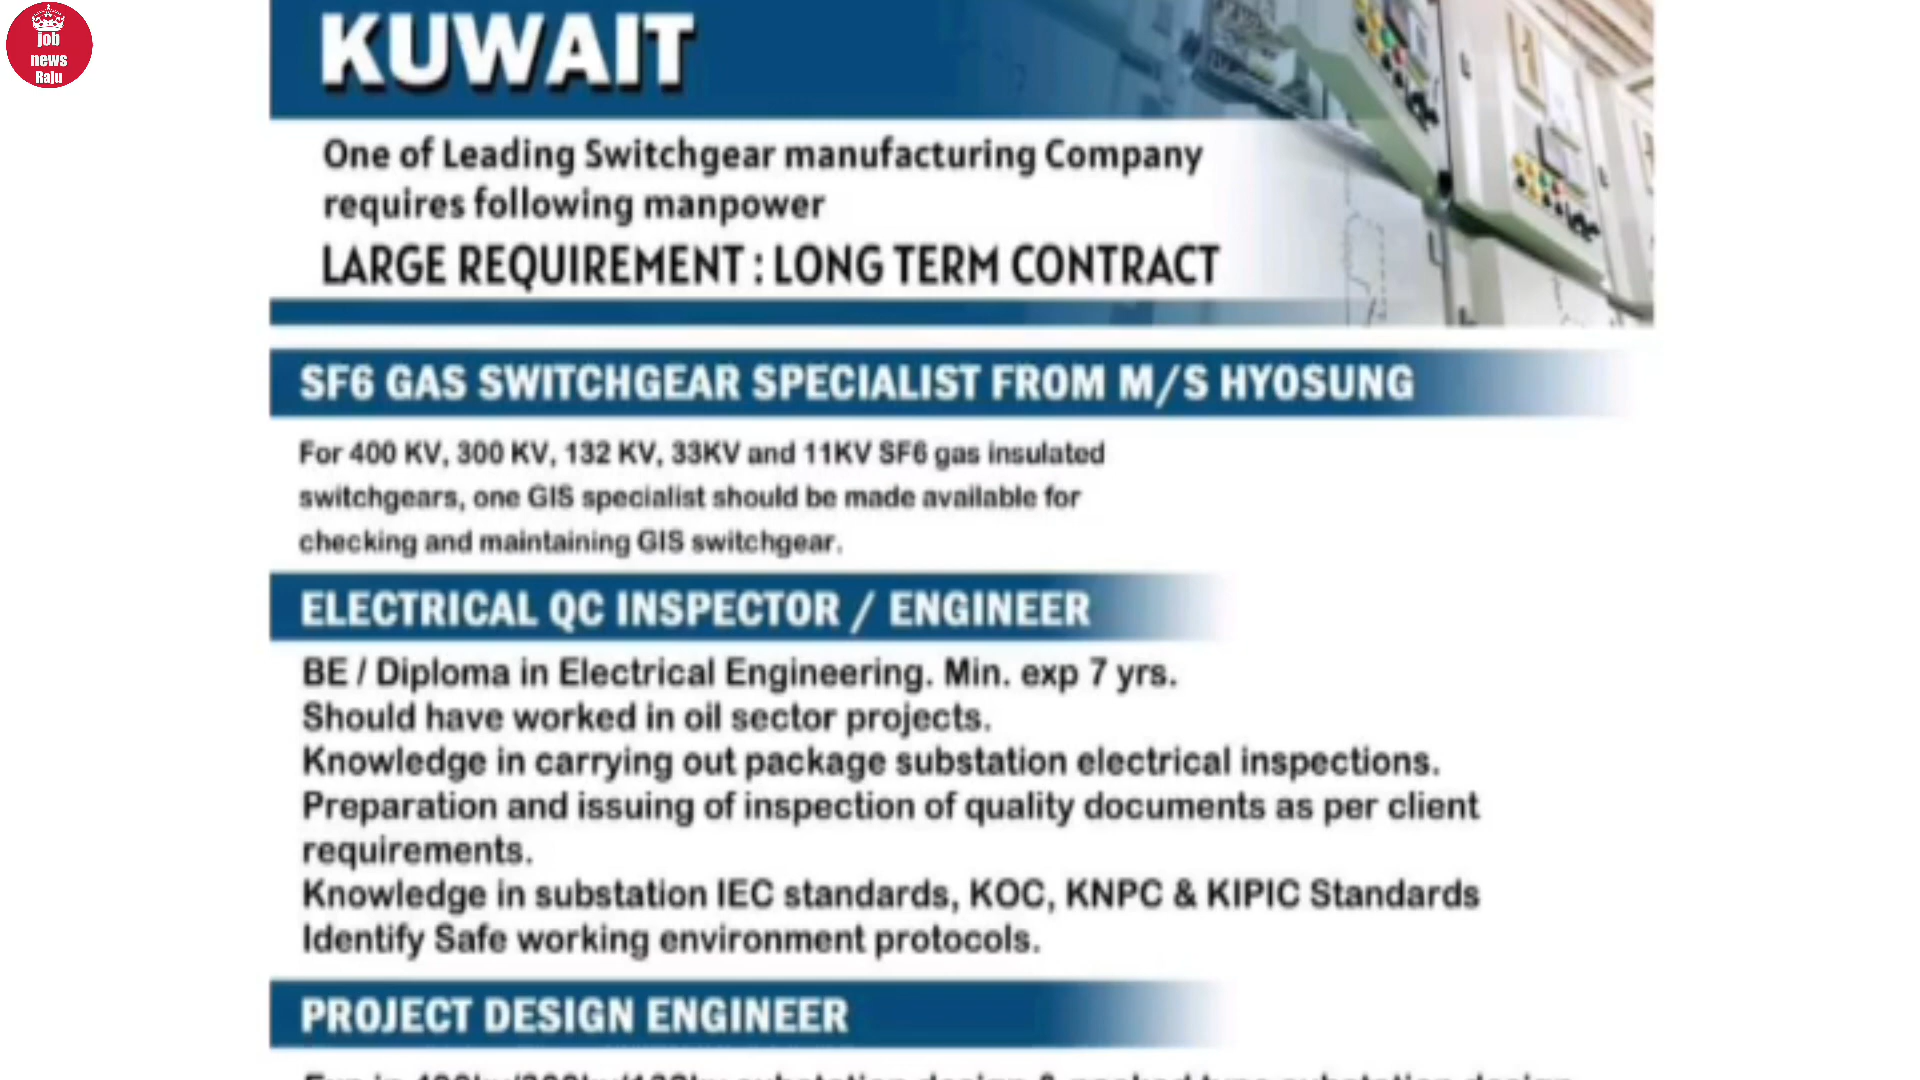 job
news
Raju
KUWAIT
One of Leading Switchgear manufacturing Company
requires following manpower
LARGE REQUIREMENT : LONG TERM CONTRACT
SF6 GAS SWITCHGEAR SPECIALIST FROM M/S HYOSUNG
For 400 KV, 300 KV, 132 KV, 33KV and 11KV SF6 gas insulated
switchgears, one GIS specialist should be made available for
checking and maintaining GIS switchgear.
ELECTRICAL QC INSPECTOR / ENGINEER
BE / Diploma in Electrical Engineering. Min. exp 7 yrs.
Should have worked in oil sector projects.
Knowledge in carrying out package substation electrical inspections.
Preparation and issuing of inspection of quality documents as per client
requirements.
Knowledge in substation IEC standards, KOC, KNPC & KIPIC Standards
Identify Safe working environment protocols.
PROJECT DESIGN ENGINEER